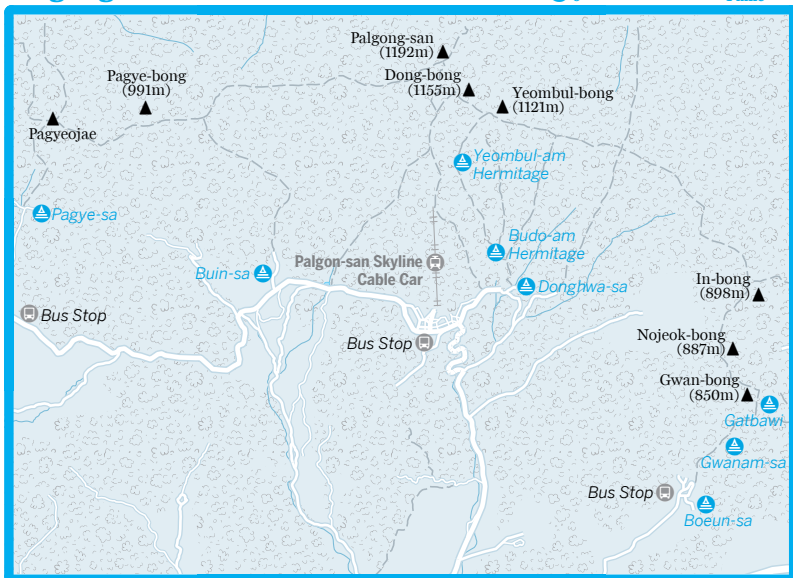 Palgong-san
(1192m)
Dong-bong
(1155m)
Yeombul-bong
(1121m)
Pagye-bong
(991m)
Pagyeojae
Yeombul-am
Hermitage
Pagye-sa
Budo-am
Hermitage
Palgon-san Skyline
Cable Car
Buin-sa
Donghwa-sa
In-bong
(898m)
Bus Stop
Bus Stop
Nojeok-bong
(887m)
Gwan-bong
(850m)
Gatbawi
Gwanam-sa
Bus Stop
Boeun-sa